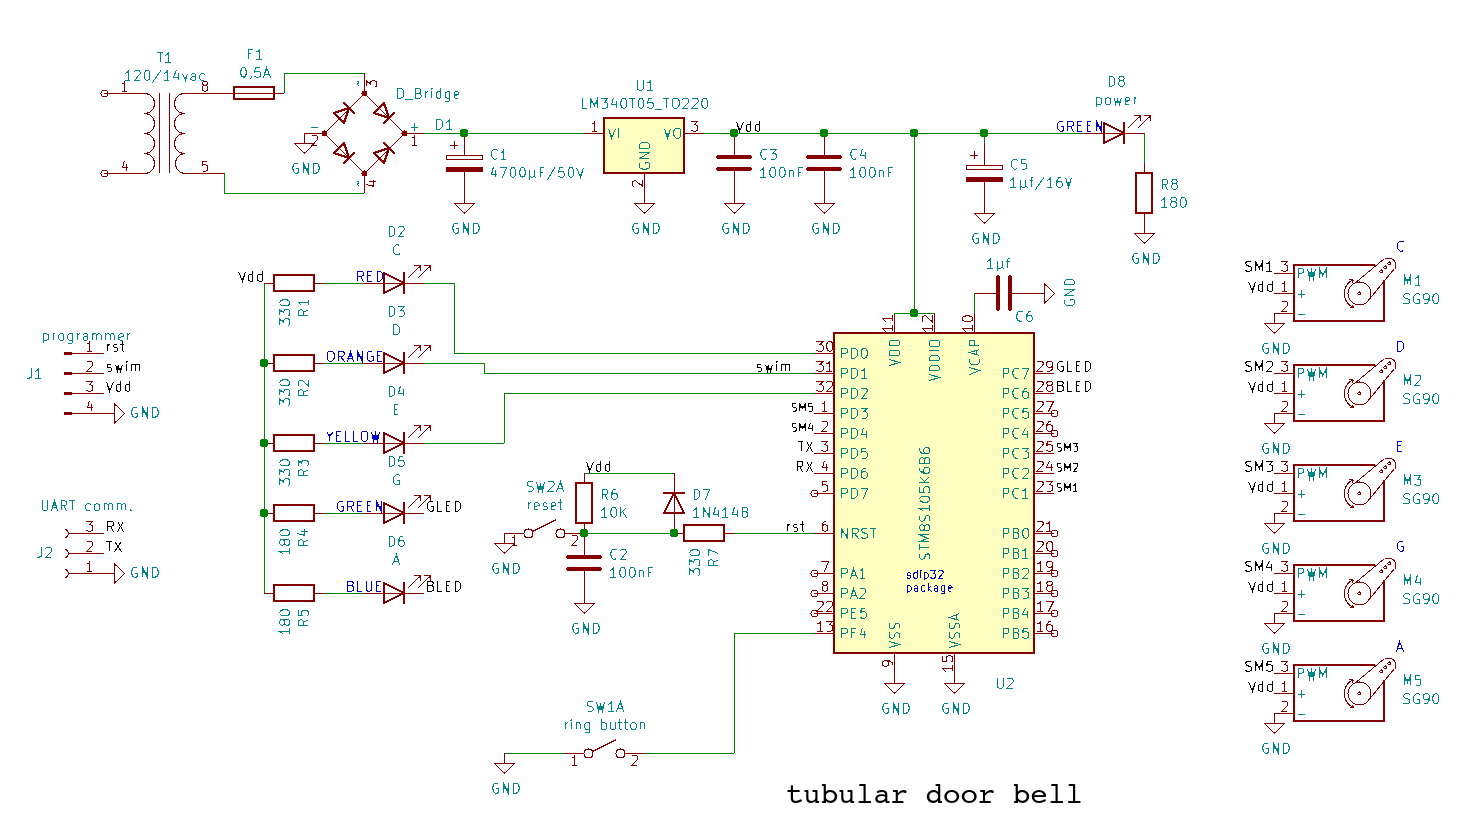 T1
120/14vac
1
8
4
5
F1
0,5A
~
3
D_Bridge
D1
-
2
+
1
~
4
GND
+
C1
4700µF/50V
GND
U1
LM340T05_TO220
1
VI
VO
3
GND
2
GND
Vdd
C3
100nF
GND
C4
100nF
GND
+
C5
1µf/16V
GND
D8
power
GREEN
R8
180
GND
Vdd
330
R1
RED
D2
C
330
R2
ORANGE
D3
D
330
R3
YELLOW
D4
E
180
R4
GREEN
D5
G
GLED
180
R5
BLUE
D6
A
BLED
programmer
J1
1 rst
2 swim
3 Vdd
4 GND
UART comm.
J2
3 RX
2 TX
1 GND
SW2A
reset
1
2
GND
Vdd
R6
10K
C2
100nF
GND
D7
1N4148
330
R7
rst
1µf
C6
GND
11
VDD
12
VDDIO
10
VCAP
30 PD0
swim 31 PD1
32 PD2
SM5 1 PD3
SM4 2 PD4
TX 3 PD5
RX 4 PD6
5 PD7
6 NRST
7 PA1
8 PA2
22 PE5
13 PF4
STM8S105K6B6
sdip32
package
PC7 29 GLED
PC6 28 BLED
PC5 27
PC4 26
PC3 25 SM3
PC2 24 SM2
PC1 23 SM1
PB0 21
PB1 20
PB2 19
PB3 18
PB4 17
PB5 16
VSS
9
GND
VSSA
15
GND
U2
SW1A
ring button
1
2
GND
C
SM1 3 PWM
Vdd 1 +
2 -
GND
M1
SG90
D
SM2 3 PWM
Vdd 1 +
2 -
GND
M2
SG90
E
SM3 3 PWM
Vdd 1 +
2 -
GND
M3
SG90
G
SM4 3 PWM
Vdd 1 +
2 -
GND
M4
SG90
A
SM5 3 PWM
Vdd 1 +
2 -
GND
M5
SG90
tubular door bell